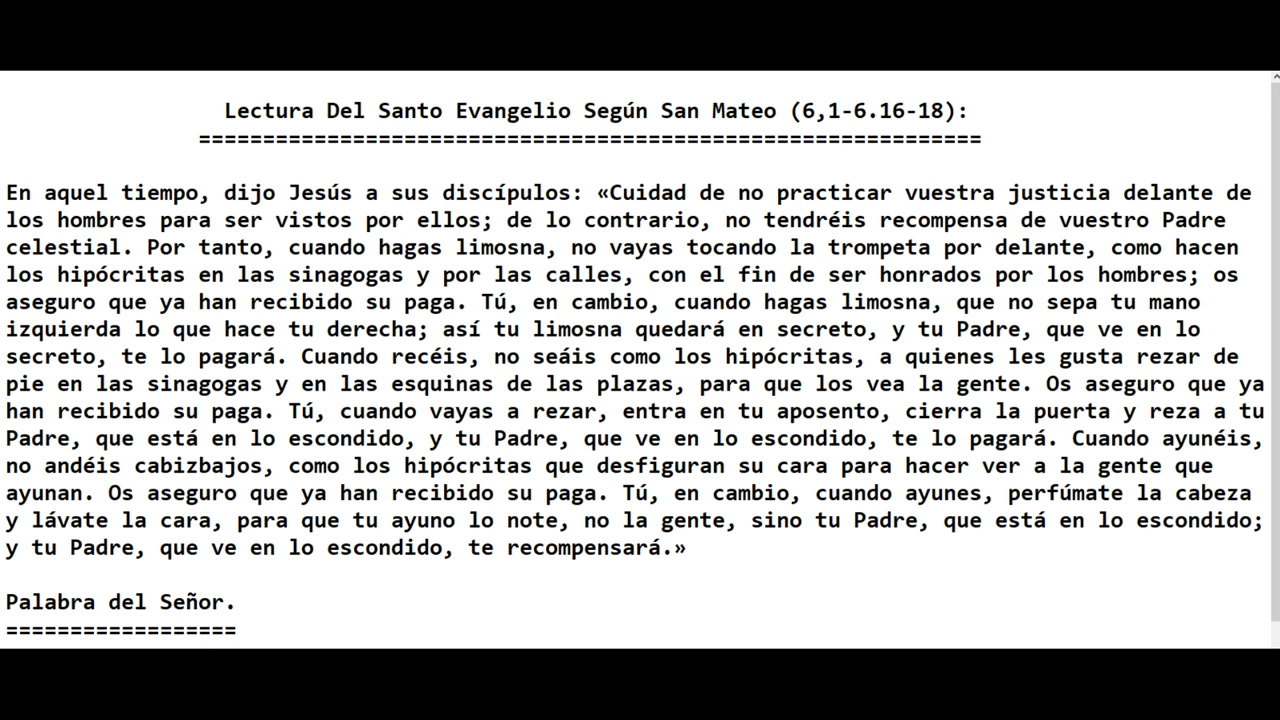 Lectura Del Santo Evangelio Según San Mateo (6,1-6.16-18):
=============================================================
En aquel tiempo, dijo Jesús a sus discípulos: «Cuidad de no practicar vuestra justicia delante de
los hombres para ser vistos por ellos; de lo contrario, no tendréis recompensa de vuestro Padre
celestial. Por tanto, cuando hagas limosna, no vayas tocando la trompeta por delante, como hacen
los hipócritas en las sinagogas y por las calles, con el fin de ser honrados por los hombres; os
aseguro que ya han recibido su paga. Tú, en cambio, cuando hagas limosna, que no sepa tu mano
izquierda lo que hace tu derecha; así tu limosna quedará en secreto, y tu Padre, que ve en lo
secreto, te lo pagará. Cuando recéis, no seáis como los hipócritas, a quienes les gusta rezar de
pie en las sinagogas y en las esquinas de las plazas, para que los vea la gente. Os aseguro que ya
han recibido su paga. Tú, cuando vayas a rezar, entra en tu aposento, cierra la puerta y reza a tu
Padre, que está en lo escondido, y tu Padre, que ve en lo escondido, te lo pagará. Cuando ayunéis,
no andéis cabizbajos, como los hipócritas que desfiguran su cara para hacer ver a la gente que
ayunan. Os aseguro que ya han recibido su paga. Tú, en cambio, cuando ayunes, perfúmate la cabeza
y lávate la cara, para que tu ayuno lo note, no la gente, sino tu Padre, que está en lo escondido;
y tu Padre, que ve en lo escondido, te recompensará.»
Palabra del Señor.
==================